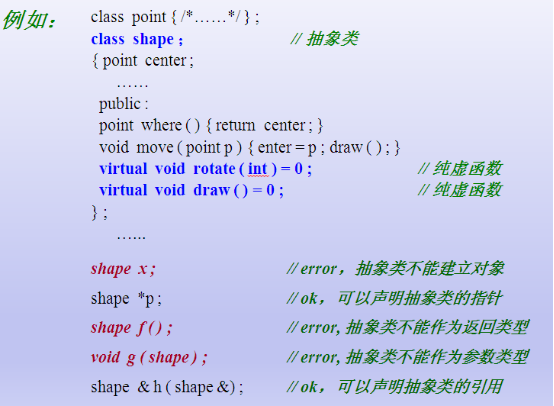 例如： class point { /*……*/ } ;
class shape ; // 抽象类
{ point center ;
……
public :
point where ( ) { return center ; }
void move ( point p ) { enter = p ; draw ( ) ; }
virtual void rotate ( int ) = 0 ; // 纯虚函数
virtual void draw ( ) = 0 ; // 纯虚函数
} ;
…...
shape x ; // error，抽象类不能建立对象
shape *p ; // ok，可以声明抽象类的指针
shape f ( ) ; // error, 抽象类不能作为返回类型
void g ( shape ) ; // error, 抽象类不能作为参数类型
shape & h ( shape & ) ; // ok，可以声明抽象类的引用